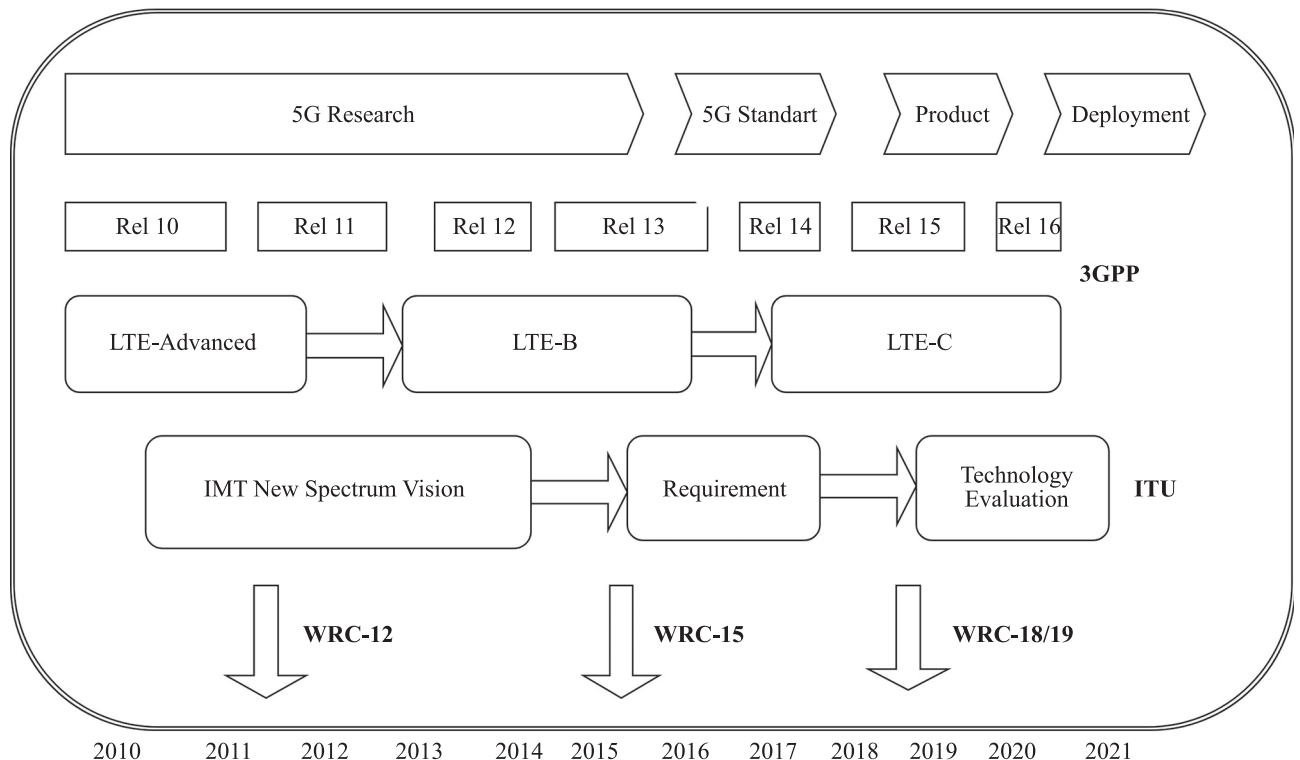 5G Research
5G Standart
Product
Deployment
Rel 10
Rel 11
Rel 12
Rel 13
Rel 14
Rel 15
Rel 16
3GPP
LTE-Advanced
LTE-B
LTE-C
IMT New Spectrum Vision
Requirement
Technology
Evaluation
ITU
WRC-12
WRC-15
WRC-18/19
2010
2011
2012
2013
2014
2015
2016
2017
2018
2019
2020
2021